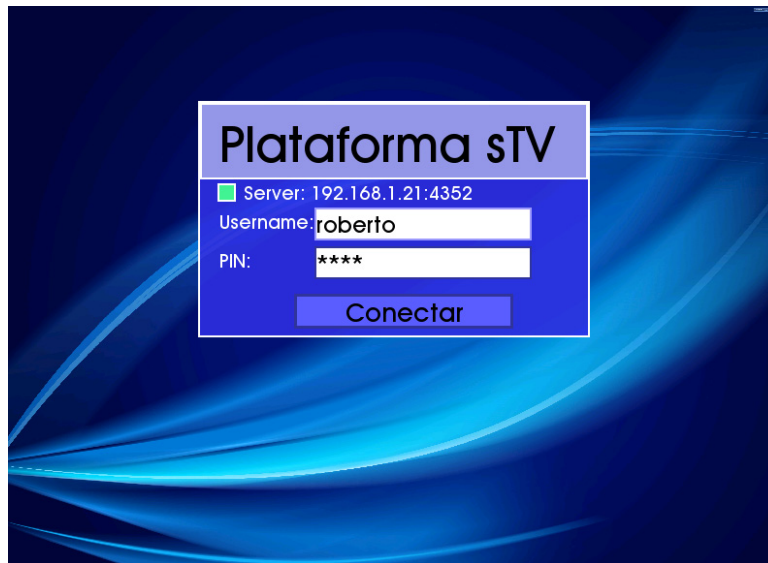 Plataforma sTV
Server: 192.168.1.21:4352
Username: roberto
PIN: ****
Conectar